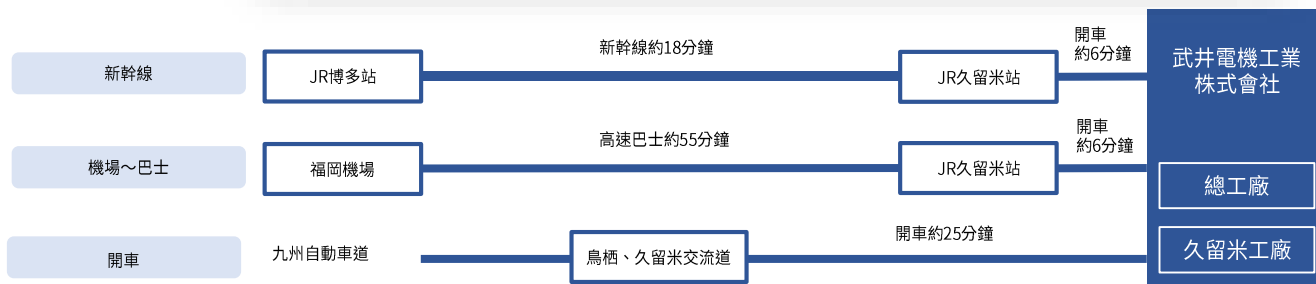 新幹線
JR博多站
新幹線約18分鐘
JR久留米站
開車
約6分鐘
武井電機工業
株式會社
機場～巴士
福岡機場
高速巴士約55分鐘
JR久留米站
開車
約6分鐘
總工廠
開車
九州自動車道
鳥栖、久留米交流道
開車約25分鐘
久留米工廠